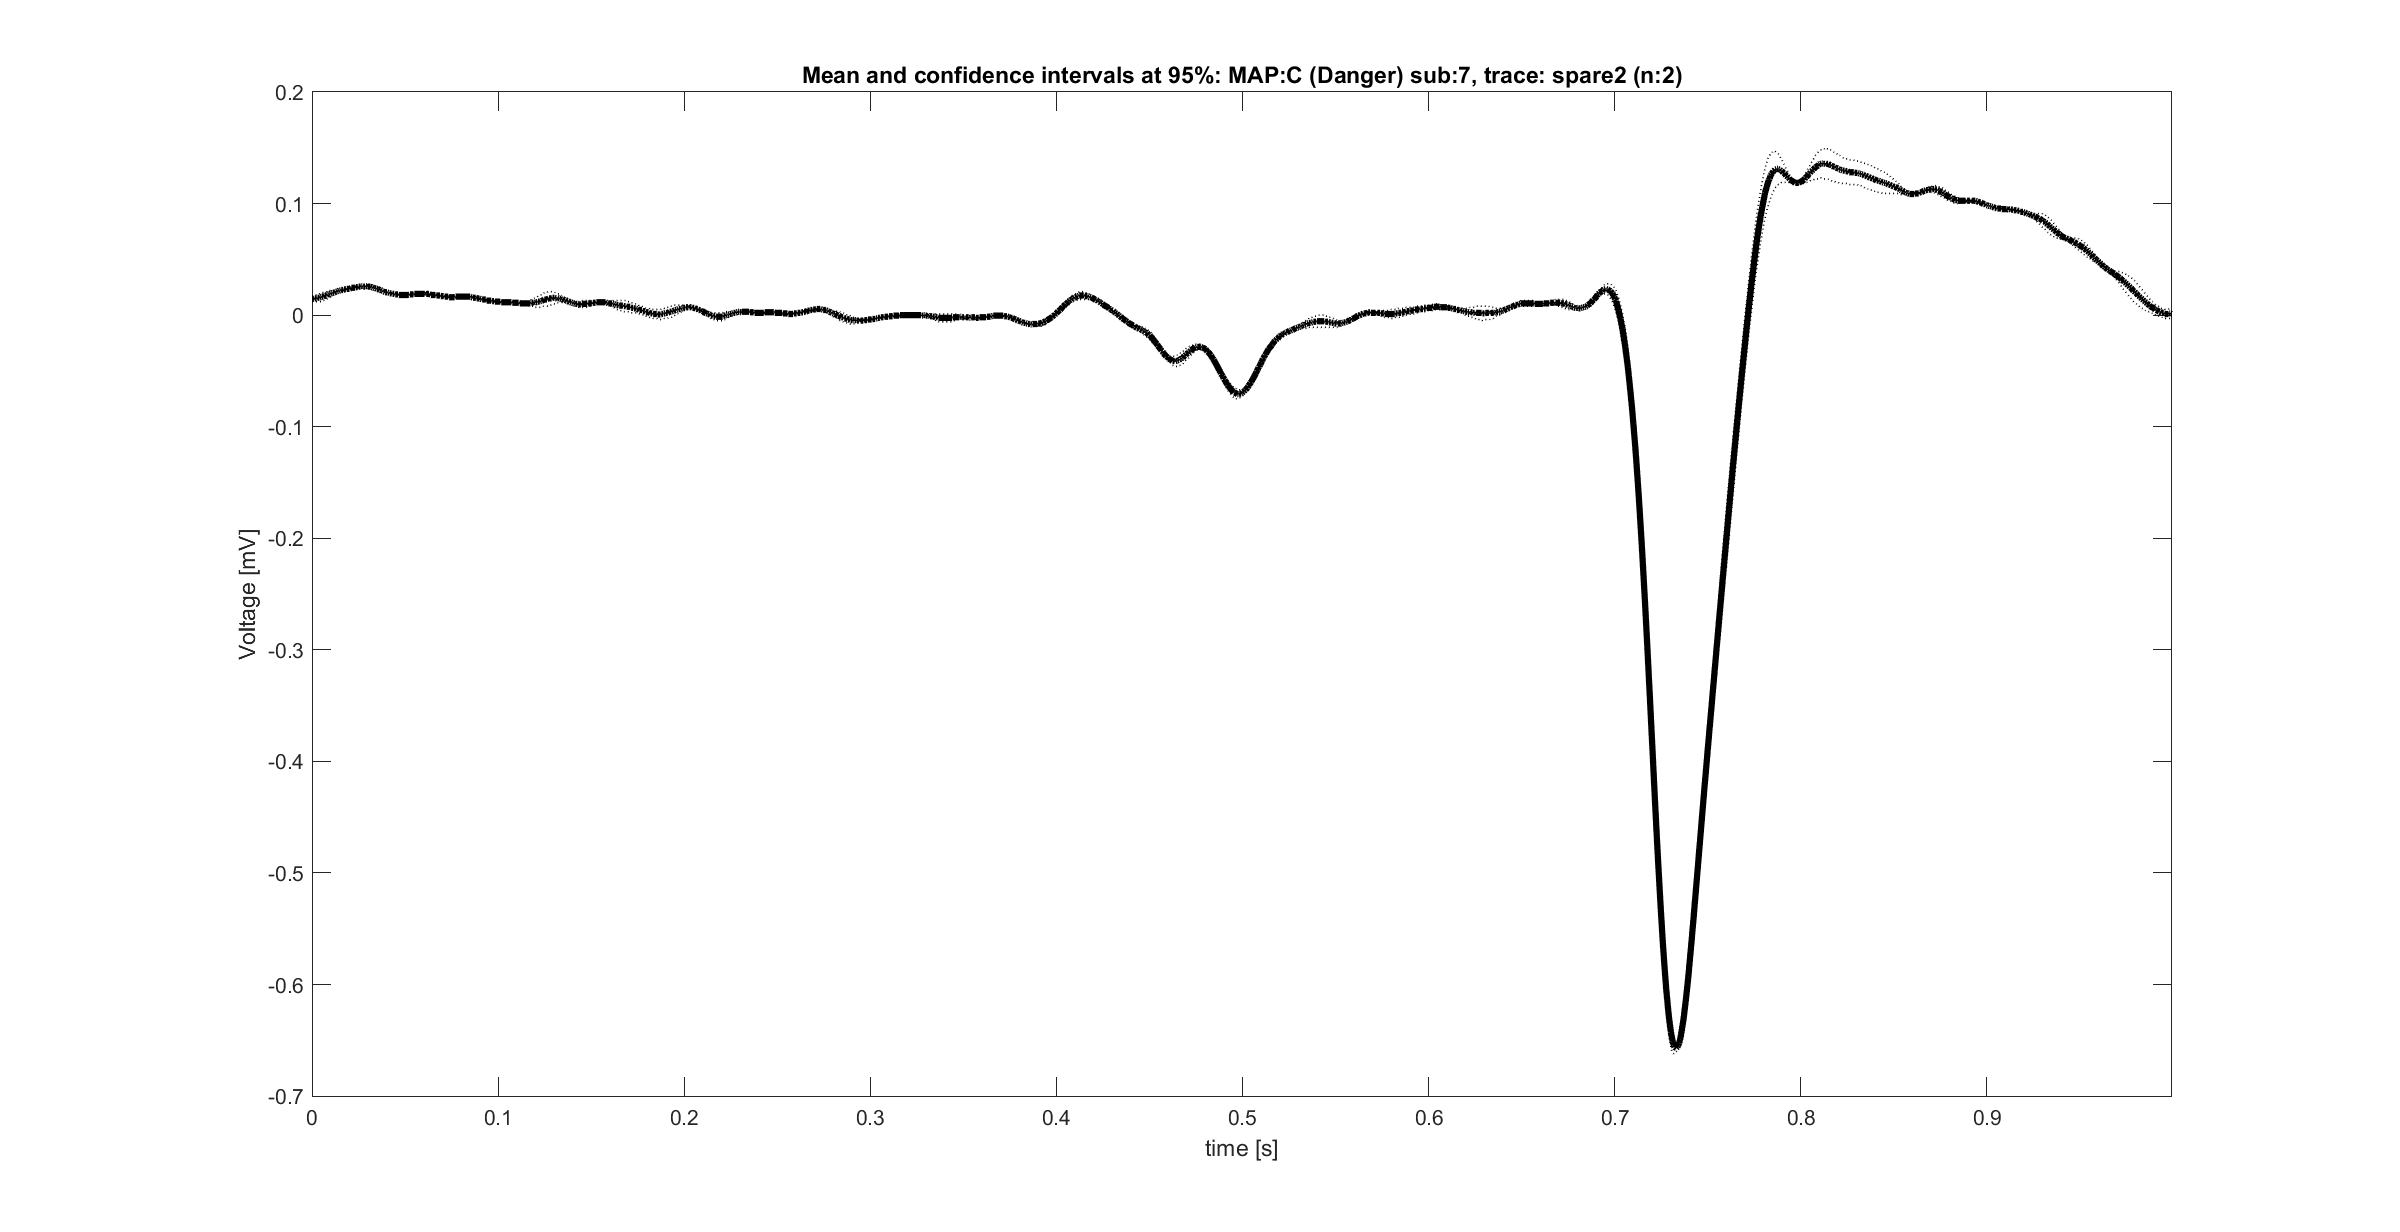 Mean and confidence intervals at 95%: MAP:C (Danger) sub:7, trace: spare2 (n:2)
0.2
0.1
0
-0.1
-0.2
-0.3
-0.4
-0.5
-0.6
-0.7
Voltage [mV]
0 0.1 0.2 0.3 0.4 0.5 0.6 0.7 0.8 0.9
time [s]